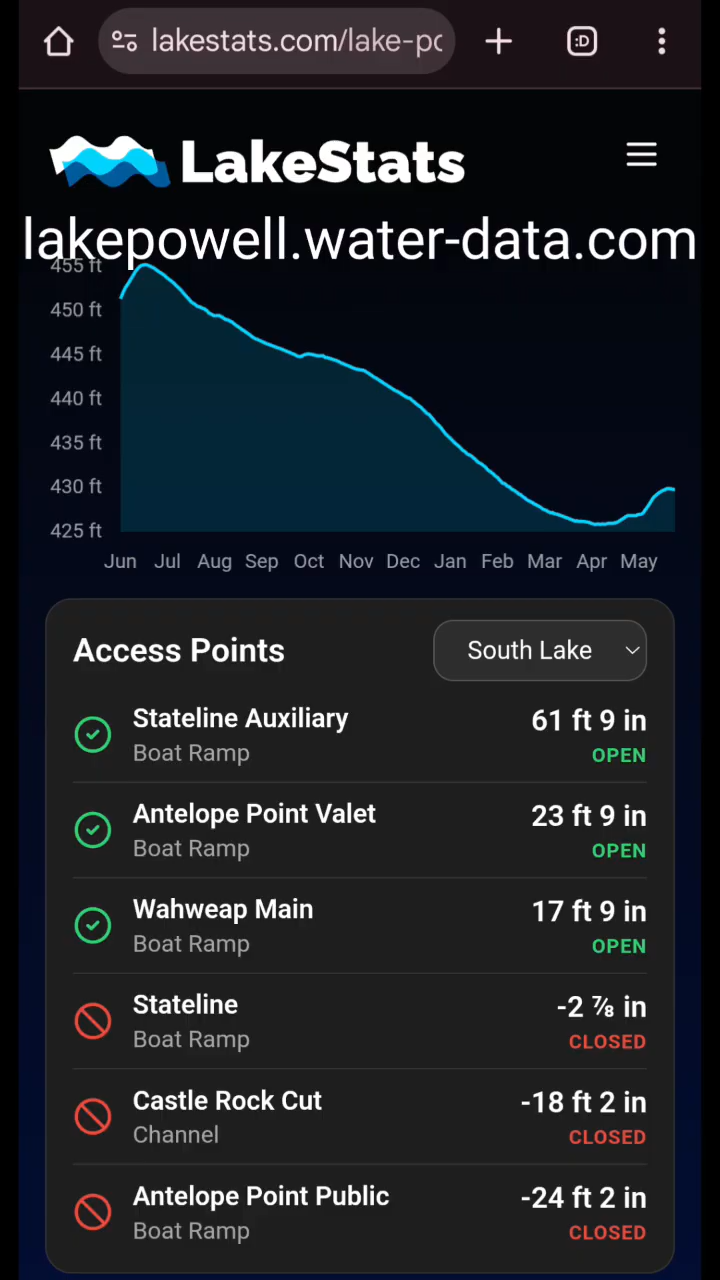 lakestats.com/lake-po
:D
LakeStats
lakepowell.water-data.com
455 ft
450 ft
445 ft
440 ft
435 ft
430 ft
425 ft
Jun Jul Aug Sep Oct Nov Dec Jan Feb Mar Apr May
Access Points South Lake
Stateline Auxiliary 61 ft 9 in
Boat Ramp OPEN
Antelope Point Valet 23 ft 9 in
Boat Ramp OPEN
Wahweap Main 17 ft 9 in
Boat Ramp OPEN
Stateline -2 ⅞ in
Boat Ramp CLOSED
Castle Rock Cut -18 ft 2 in
Channel CLOSED
Antelope Point Public -24 ft 2 in
Boat Ramp CLOSED